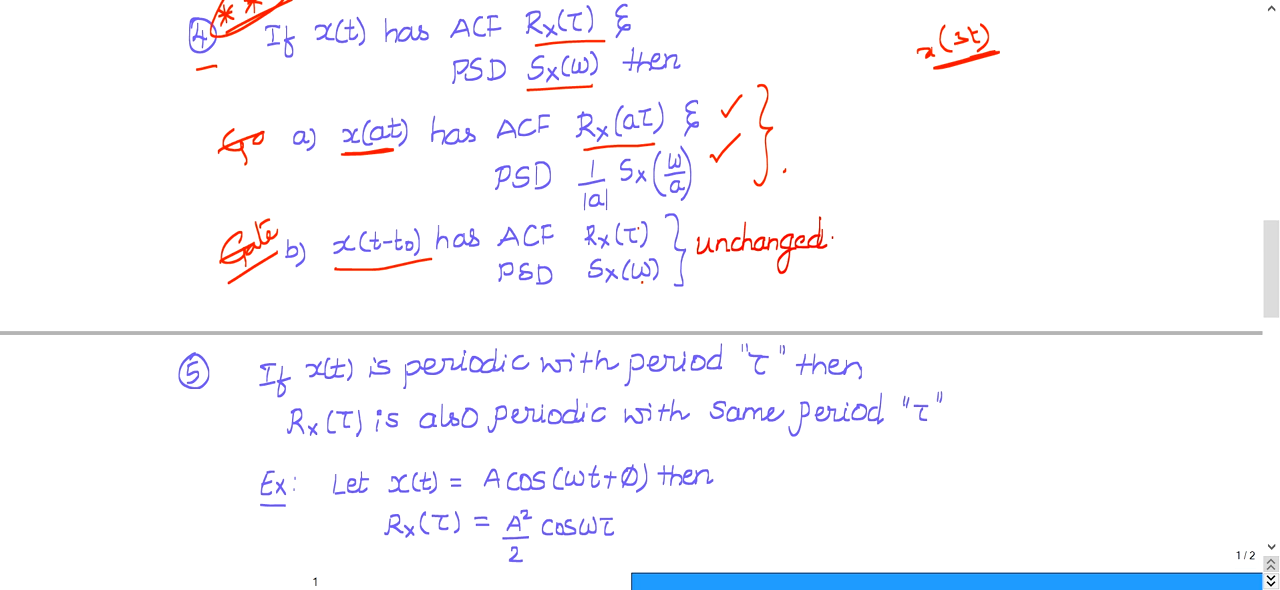 * *
④ If x(t) has ACF Rx(τ) &
x(3t)
PSD Sx(ω) then
a) x(at) has ACF Rx(aτ) & ✓
PSD 1/|a| Sx(ω/a) ✓
Gate b) x(t-t₀) has ACF Rx(τ) } unchanged.
PSD Sx(ω)
⑤ If x(t) is periodic with period "τ" then
Rx(τ) is also periodic with same period "τ"
Ex: Let x(t) = A cos(ωt+Ø) then
Rx(τ) = A²/2 cosωτ
1 / 2
1